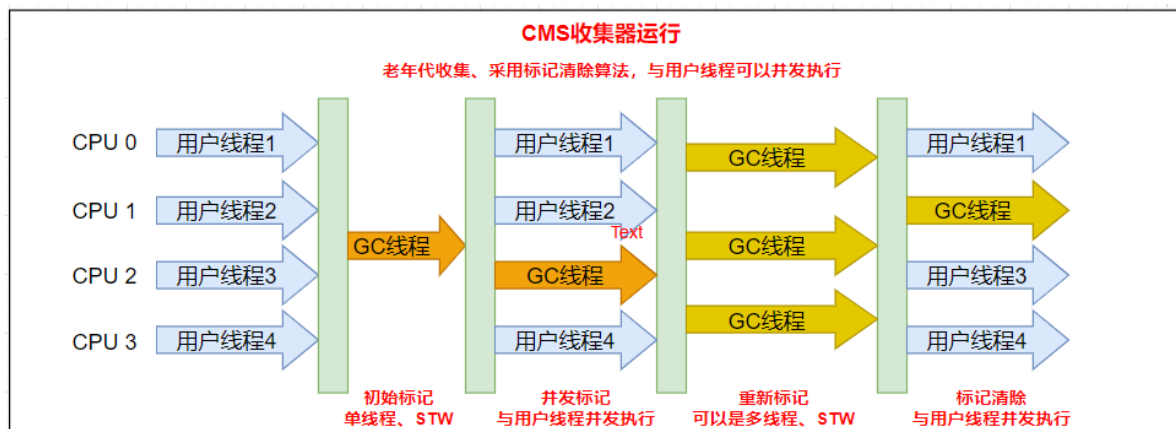 CMS收集器运行
老年代收集、采用标记清除算法，与用户线程可以并发执行
CPU 0
用户线程1
用户线程1
GC线程
用户线程1
CPU 1
用户线程2
用户线程2
Text
GC线程
GC线程
GC线程
CPU 2
用户线程3
GC线程
用户线程3
GC线程
CPU 3
用户线程4
用户线程4
用户线程4
初始标记
单线程、STW
并发标记
与用户线程并发执行
重新标记
可以是多线程、STW
标记清除
与用户线程并发执行